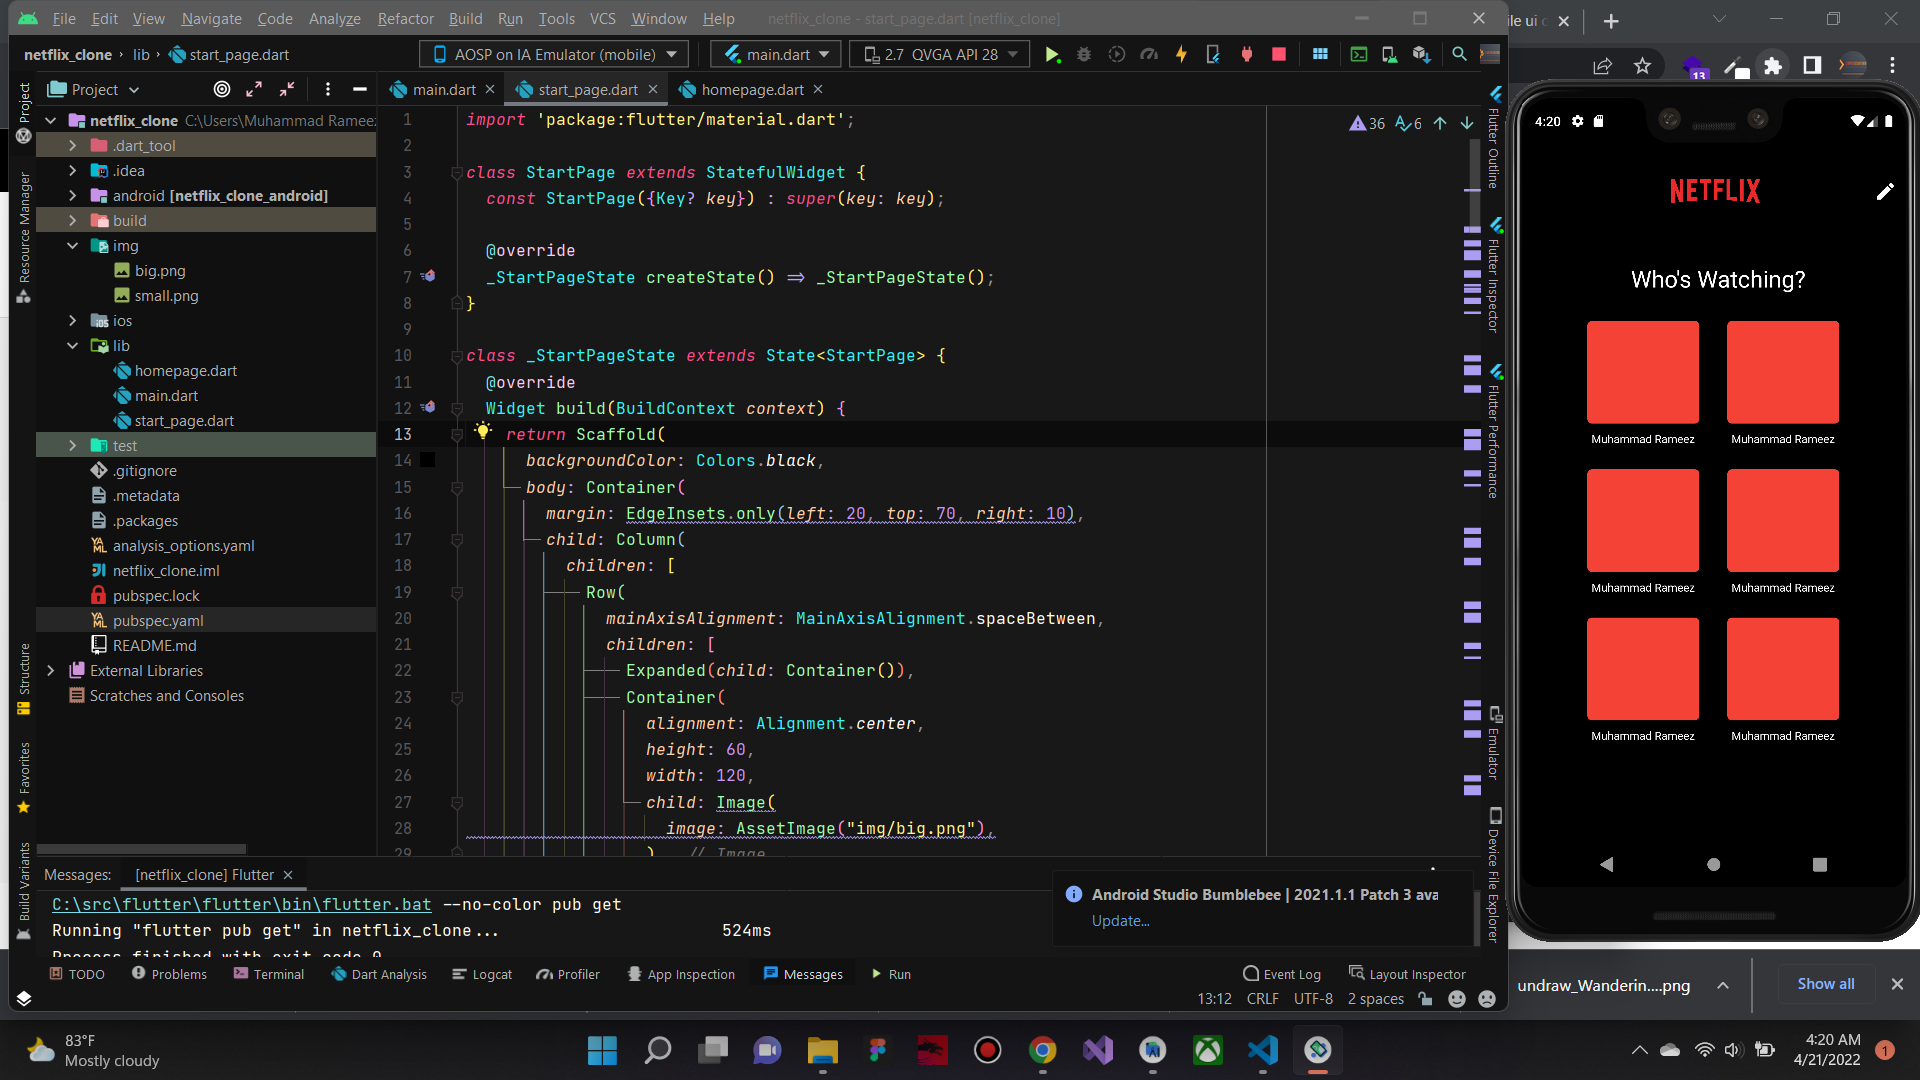 File Edit View Navigate Code Analyze Refactor Build Run Tools VCS Window Help netflix_clone - start_page.dart [netflix_clone]
netflix_clone lib start_page.dart AOSP on IA Emulator (mobile) main.dart 2.7 QVGA API 28
Project main.dart start_page.dart homepage.dart
netflix_clone C:\Users\Muhammad Rameez
.dart_tool
.idea
android [netflix_clone_android]
build
img
big.png
small.png
ios
lib
homepage.dart
main.dart
start_page.dart
test
.gitignore
.metadata
.packages
analysis_options.yaml
netflix_clone.iml
pubspec.lock
pubspec.yaml
README.md
External Libraries
Scratches and Consoles
Project
Resource Manager
Structure
Favorites
Build Variants
36 6
1 import 'package:flutter/material.dart';
2
3 class StartPage extends StatefulWidget {
4 const StartPage({Key? key}) : super(key: key);
5
6 @override
7 _StartPageState createState() => _StartPageState();
8 }
9
10 class _StartPageState extends State<StartPage> {
11 @override
12 Widget build(BuildContext context) {
13 return Scaffold(
14 backgroundColor: Colors.black,
15 body: Container(
16 margin: EdgeInsets.only(left: 20, top: 70, right: 10),
17 child: Column(
18 children: [
19 Row(
20 mainAxisAlignment: MainAxisAlignment.spaceBetween,
21 children: [
22 Expanded(child: Container()),
23 Container(
24 alignment: Alignment.center,
25 height: 60,
26 width: 120,
27 child: Image(
28 image: AssetImage("img/big.png"),
29 ) // Image
Flutter Outline
Flutter Inspector
Flutter Performance
Emulator
Device File Explorer
Messages: [netflix_clone] Flutter
C:\src\flutter\flutter\bin\flutter.bat --no-color pub get
Running "flutter pub get" in netflix_clone... 524ms
Process finished with exit code 0
Android Studio Bumblebee | 2021.1.1 Patch 3 ava
Update...
TODO Problems Terminal Dart Analysis Logcat Profiler App Inspection Messages Run Event Log Layout Inspector
13:12 CRLF UTF-8 2 spaces
ile ui
13
4:20
NETFLIX
Who's Watching?
Muhammad Rameez Muhammad Rameez
Muhammad Rameez Muhammad Rameez
Muhammad Rameez Muhammad Rameez
undraw_Wanderin....png Show all
83°F
Mostly cloudy
4:20 AM
4/21/2022
1